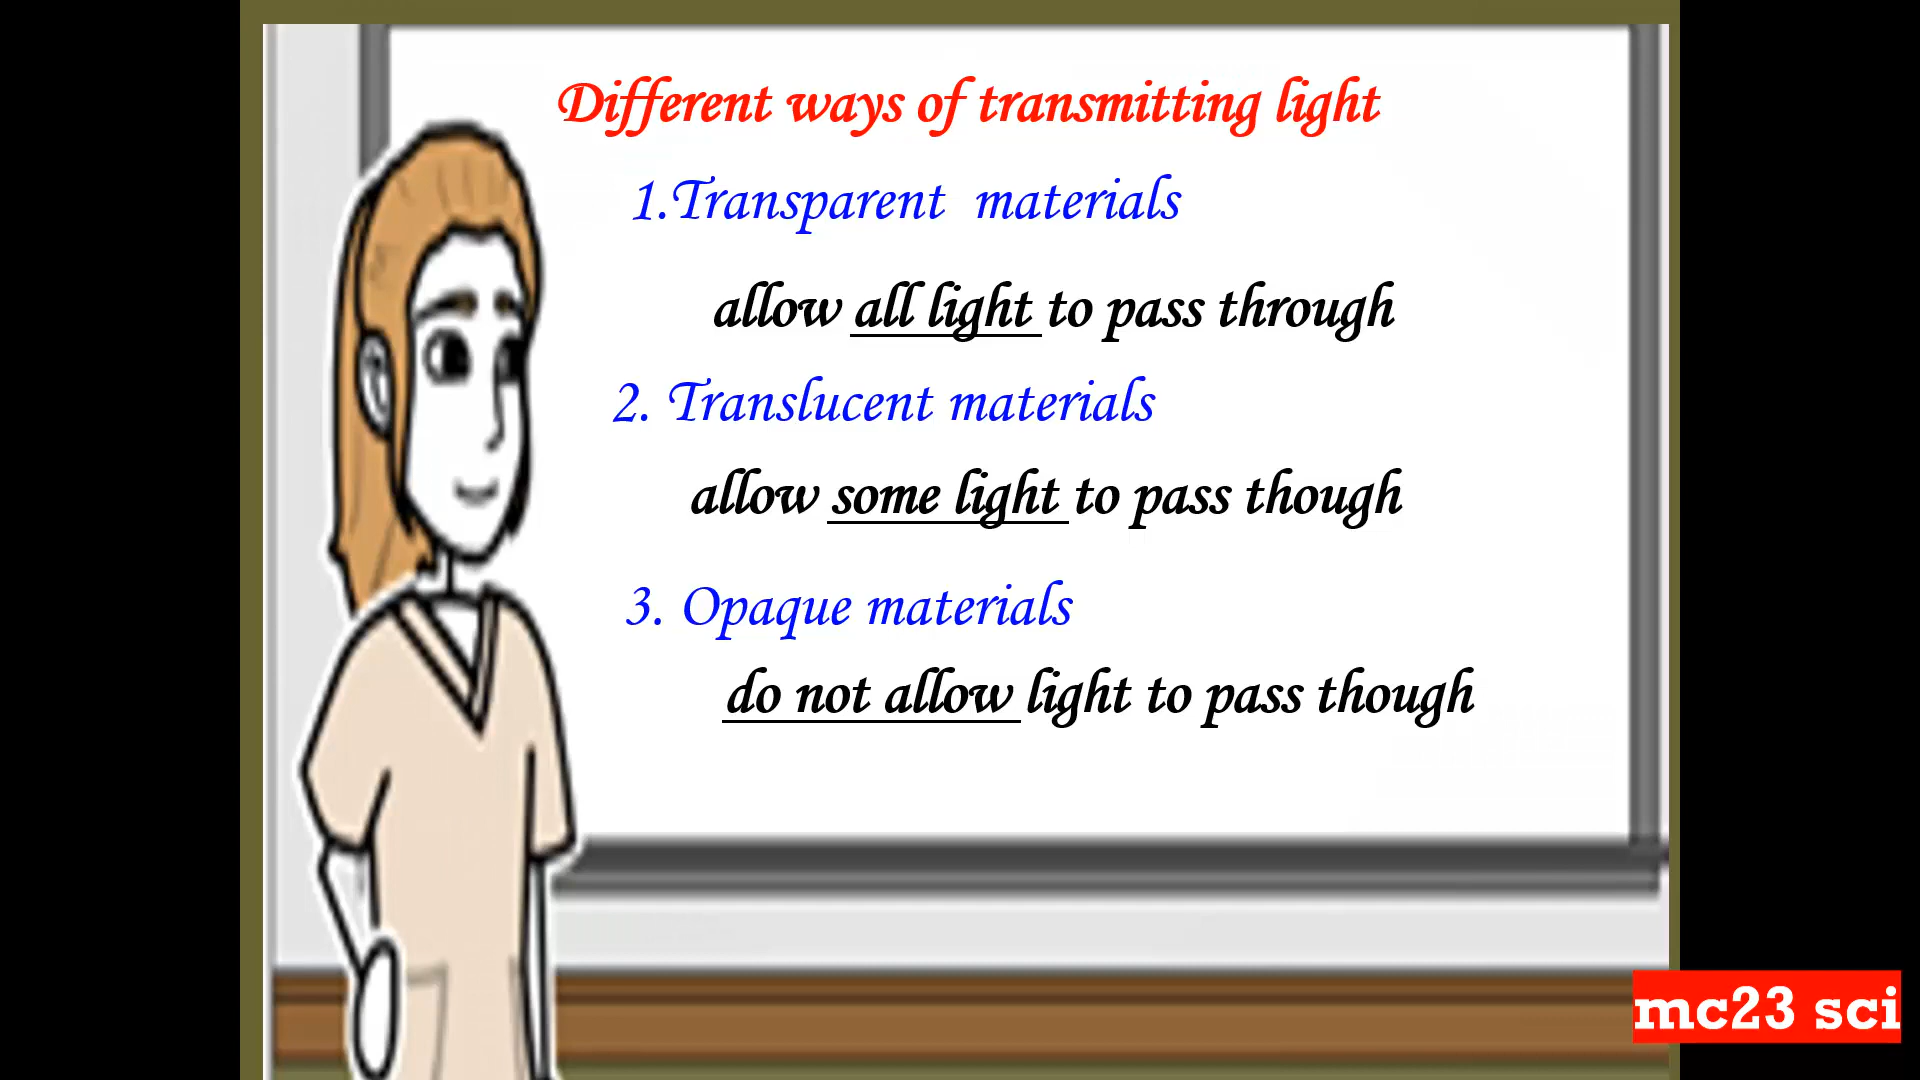 Different ways of transmitting light
1.Transparent materials
allow all light to pass through
2. Translucent materials
allow some light to pass though
3. Opaque materials
do not allow light to pass though
mc23 sci